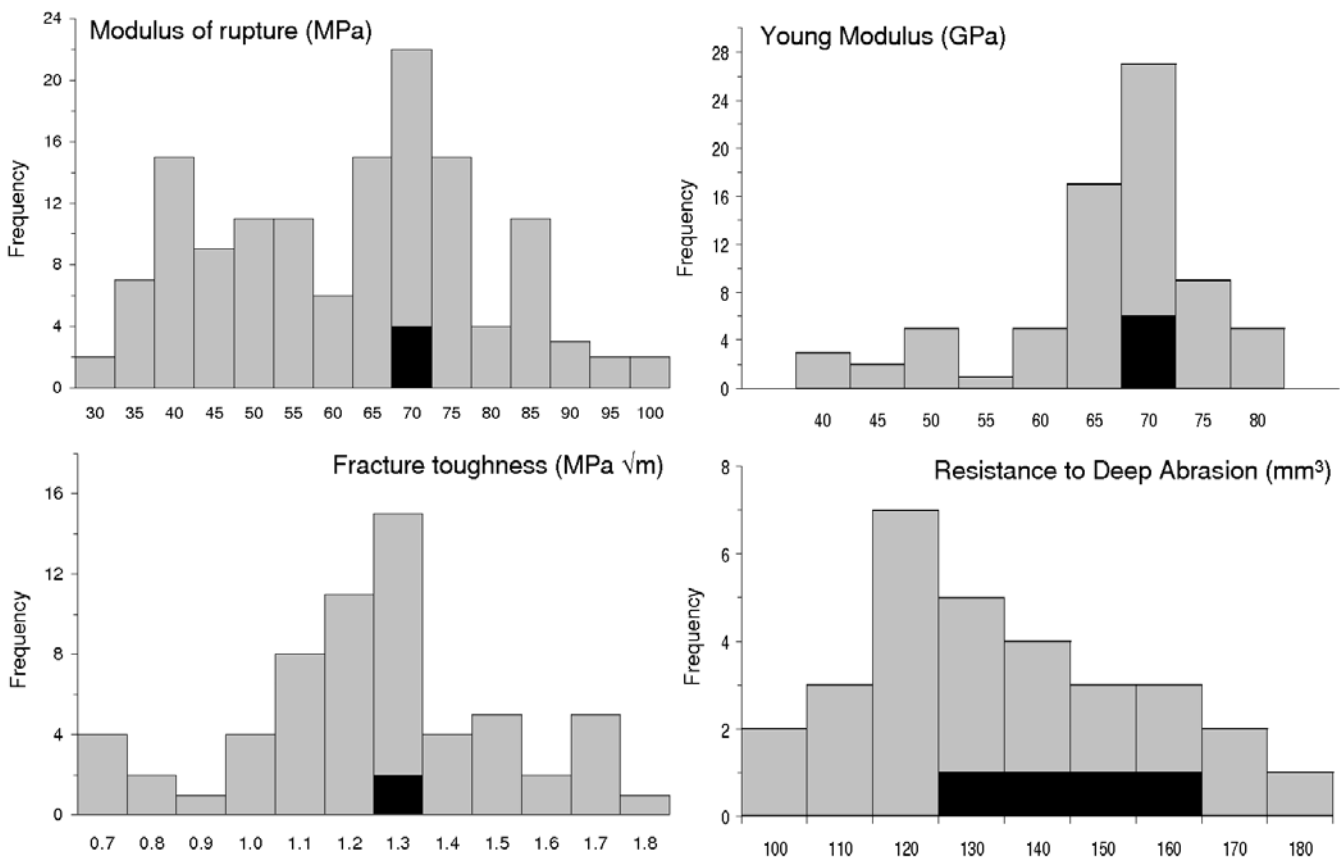 Modulus of rupture (MPa)
24
20
16
12
8
4
0
Frequency
30 35 40 45 50 55 60 65 70 75 80 85 90 95 100
Young Modulus (GPa)
28
24
20
16
12
8
4
0
Frequency
40 45 50 55 60 65 70 75 80
Fracture toughness (MPa √m)
16
12
8
4
0
Frequency
0.7 0.8 0.9 1.0 1.1 1.2 1.3 1.4 1.5 1.6 1.7 1.8
Resistance to Deep Abrasion (mm³)
8
6
4
2
0
Frequency
100 110 120 130 140 150 160 170 180